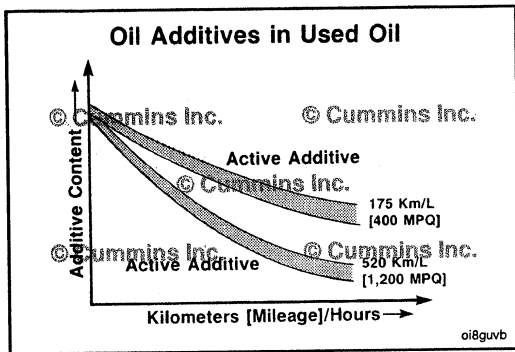 Oil Additives in Used Oil
© Cummins Inc. © Cummins Inc.
Additive Content
Active Additive
© Cummins Inc.
175 Km/L
[400 MPQ]
© Cummins Inc. © Cummins Inc.
Active Additive
520 Km/L
[1,200 MPQ]
Kilometers [Mileage]/Hours
oi8guvb